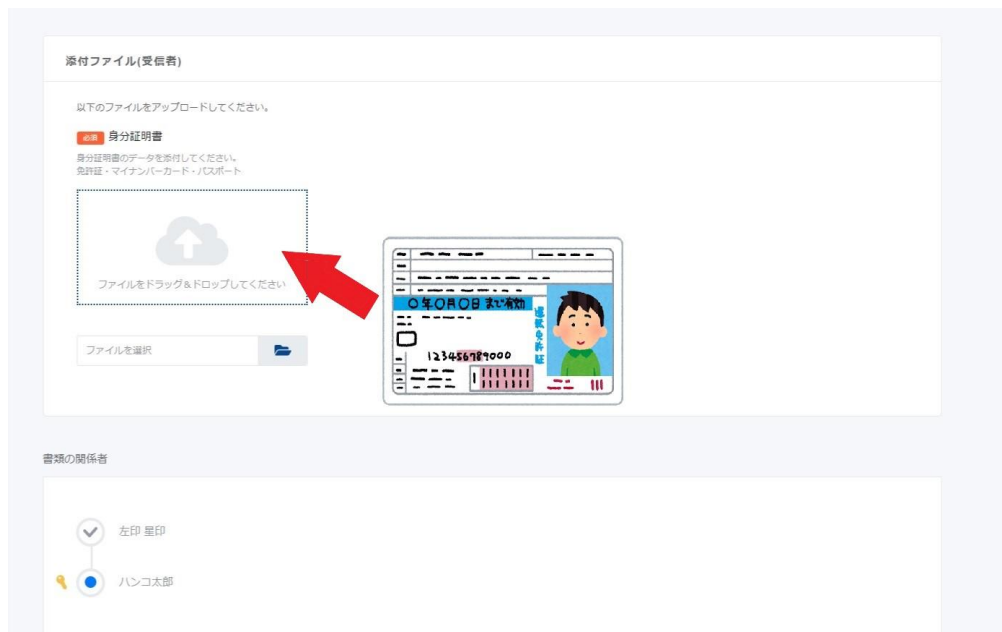 添付ファイル(受信者)
以下のファイルをアップロードしてください。
必須 身分証明書
身分証明書のデータを添付してください。
免許証・マイナンバーカード・パスポート
ファイルをドラッグ&ドロップしてください
〇年〇月〇日 まで有効
運転免許証
123456789000
ファイルを選択
書類の関係者
左印 星印
ハンコ太郎